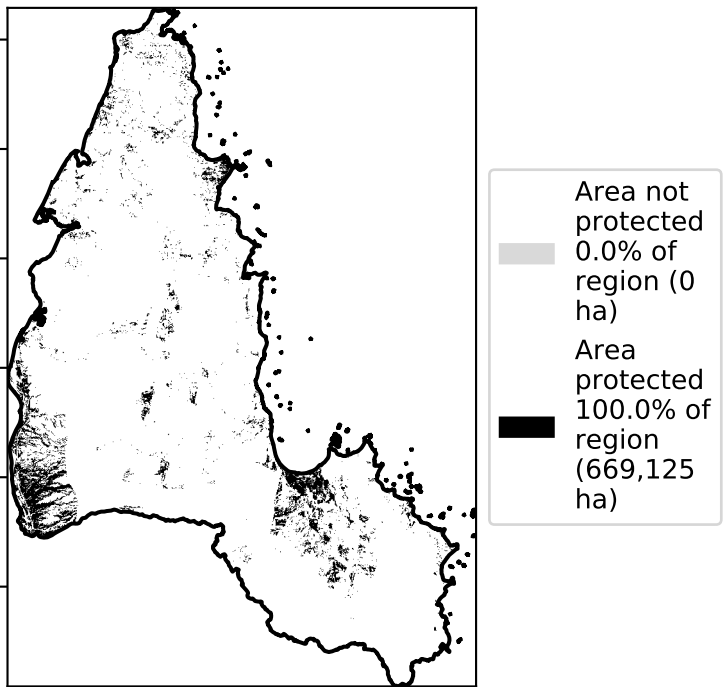 Area not
protected
0.0% of
region (0
ha)
Area
protected
100.0% of
region
(669,125
ha)